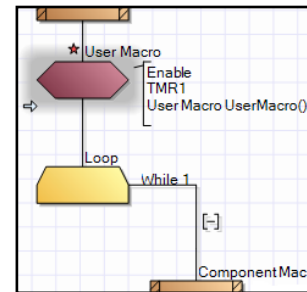 User Macro
Enable
TMR1
User Macro UserMacro()
Loop
While 1
[-]
Component Mac